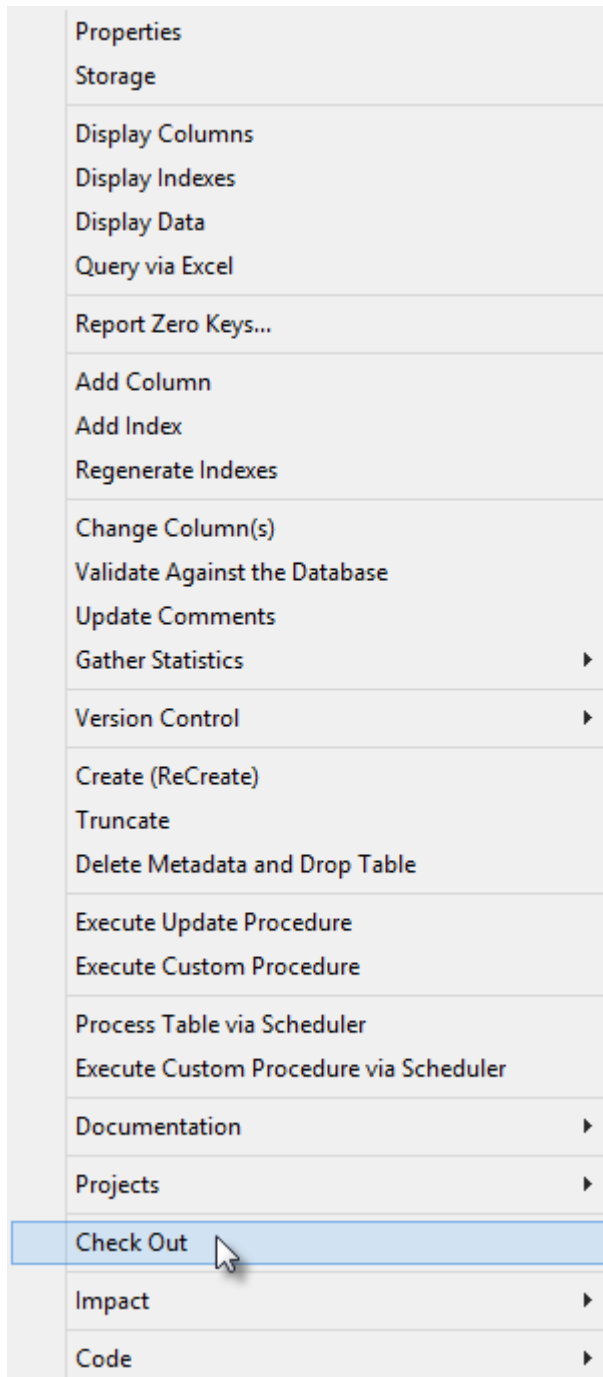 Properties
Storage
Display Columns
Display Indexes
Display Data
Query via Excel
Report Zero Keys...
Add Column
Add Index
Regenerate Indexes
Change Column(s)
Validate Against the Database
Update Comments
Gather Statistics
Version Control
Create (ReCreate)
Truncate
Delete Metadata and Drop Table
Execute Update Procedure
Execute Custom Procedure
Process Table via Scheduler
Execute Custom Procedure via Scheduler
Documentation
Projects
Check Out
Impact
Code